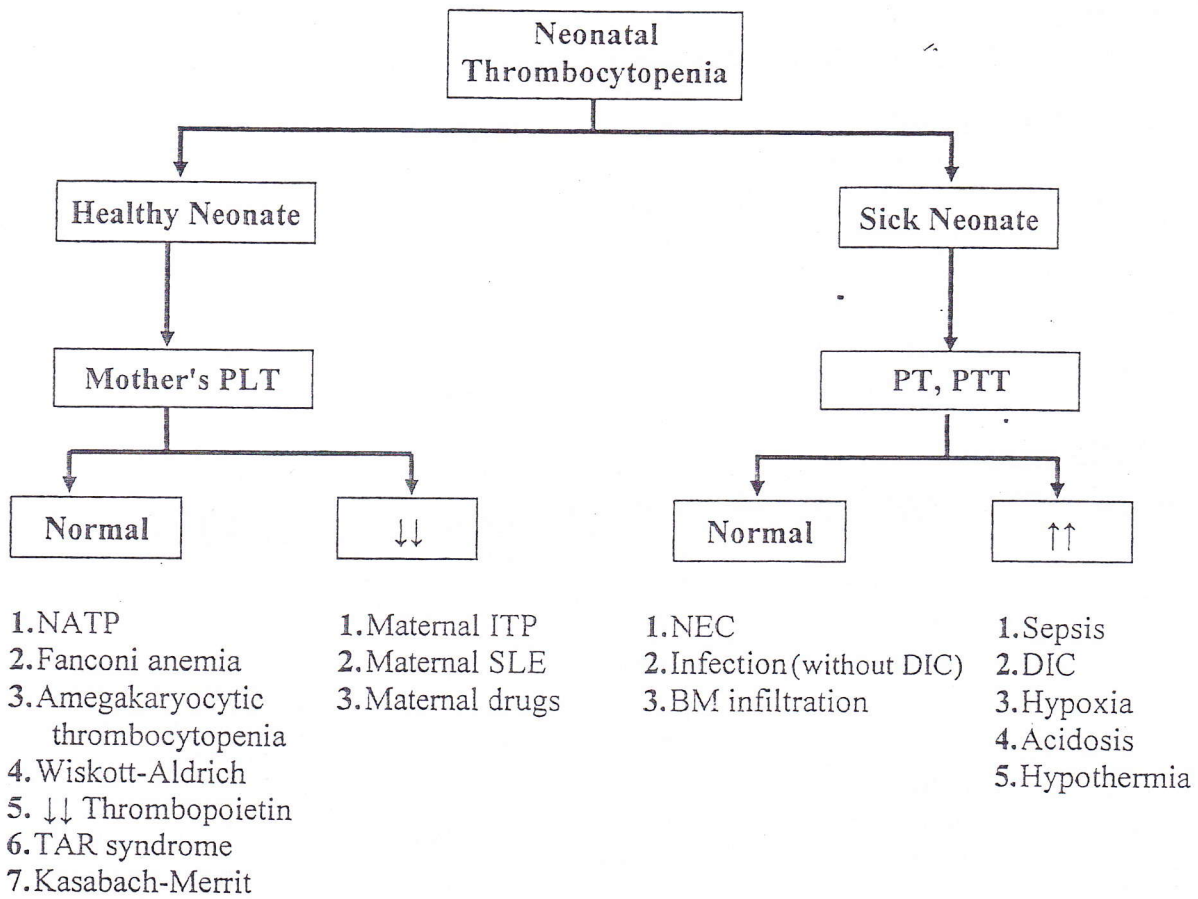 Neonatal
Thrombocytopenia
Healthy Neonate
Sick Neonate
Mother's PLT
PT, PTT
Normal
↓↓
Normal
↑↑
1.NATP
2.Fanconi anemia
3.Amegakaryocytic
thrombocytopenia
4.Wiskott-Aldrich
5. ↓↓ Thrombopoietin
6.TAR syndrome
7.Kasabach-Merrit
1.Maternal ITP
2.Maternal SLE
3.Maternal drugs
1.NEC
2.Infection (without DIC)
3.BM infiltration
1.Sepsis
2.DIC
3.Hypoxia
4.Acidosis
5.Hypothermia